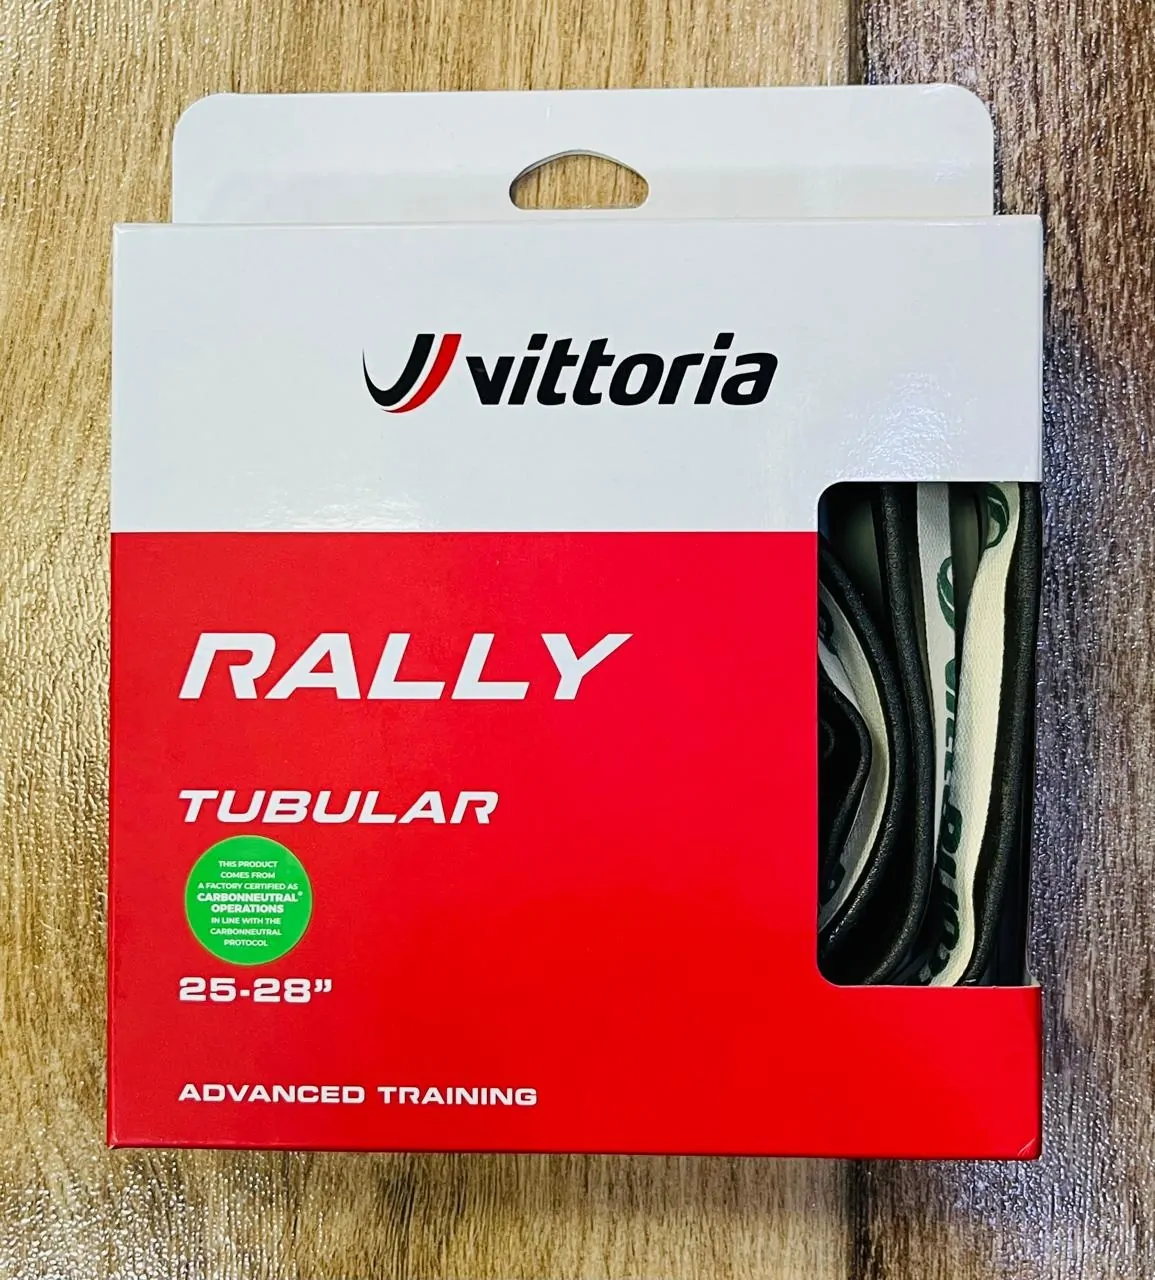 vittoria
RALLY
TUBULAR
THIS PRODUCT
COMES FROM
A FACTORY CERTIFIED AS
CARBONNEUTRAL®
OPERATIONS
IN LINE WITH THE
CARBONNEUTRAL
PROTOCOL
25-28”
ADVANCED TRAINING